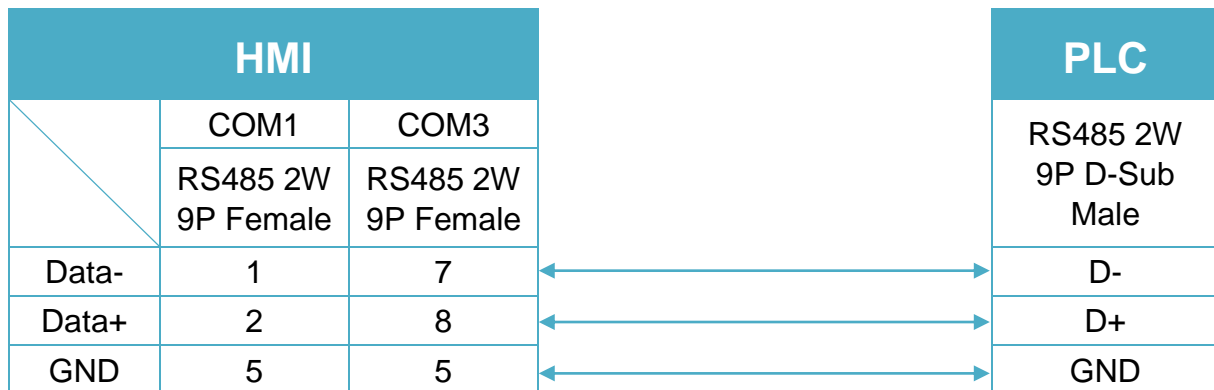 HMI PLC
COM1 COM3
RS485 2W
9P D-Sub
Male
RS485 2W RS485 2W
9P Female 9P Female
Data- 1 7 D-
Data+ 2 8 D+
GND 5 5 GND